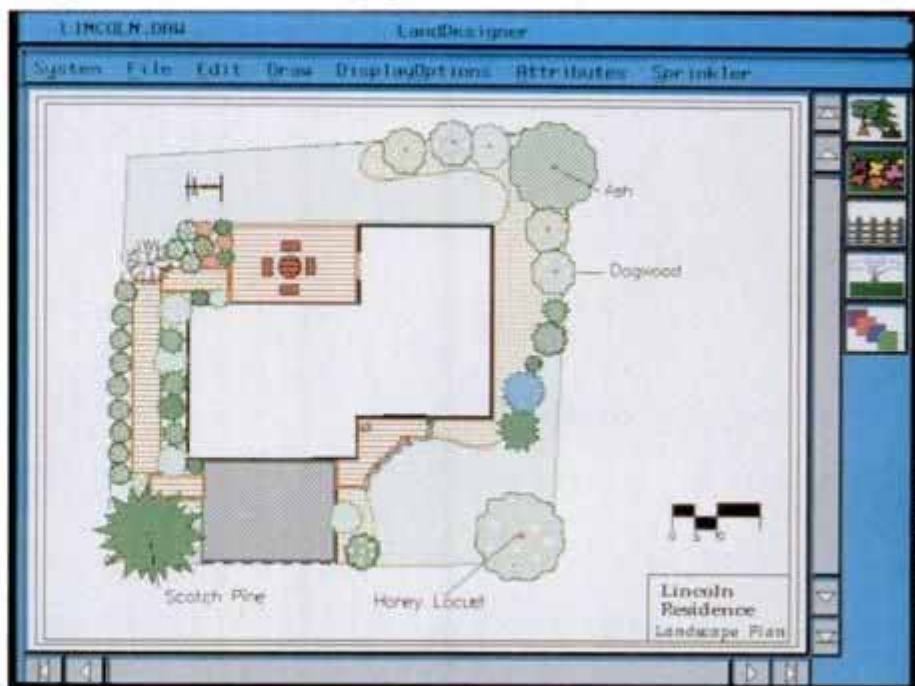 LINCOLN.DRW
LandDesigner
System File Edit Draw DisplayOptions Attributes Sprinkler
Ash
Dogwood
Scotch Pine
Honey Locust
Lincoln
Residence
Landscape Plan